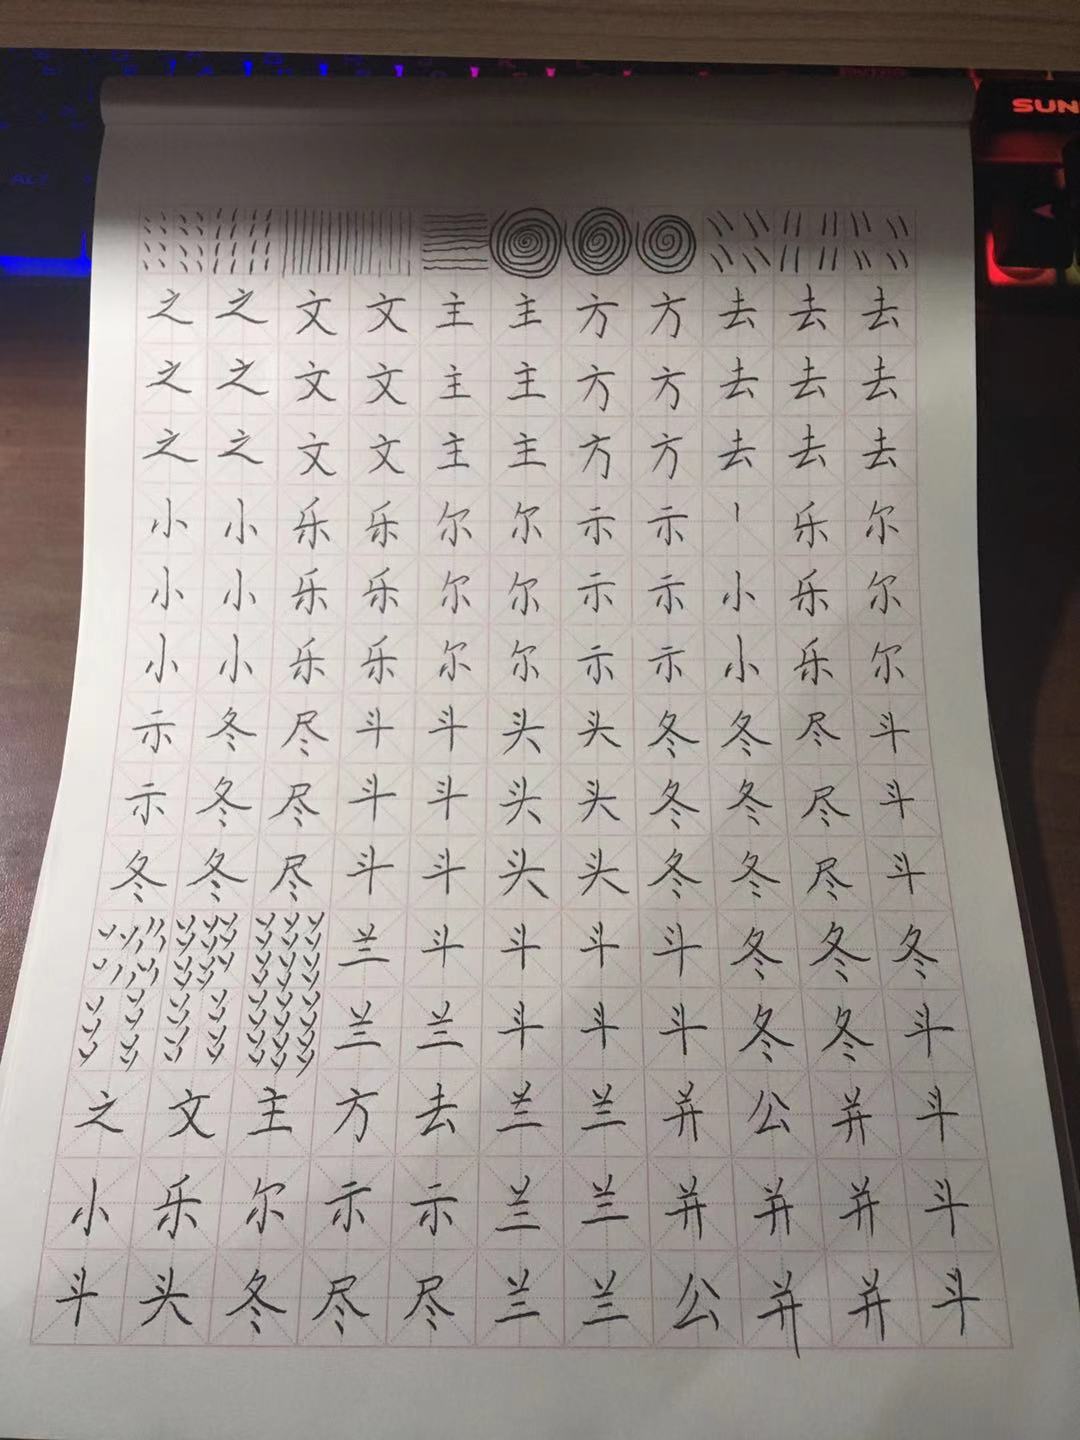 SUN
ALT
之之文文主主方方去去去
之之文文主主方方去去去
之之文文主主方方去去去
小小乐乐尔尔示示丨乐尔
小小乐乐尔尔示示小乐尔
小小乐乐尔尔示示小乐尔
示冬尽斗斗头头冬冬尽斗
示冬尽斗斗头头冬冬尽斗
冬冬尽斗斗头头冬冬尽斗
兰斗斗斗斗冬冬冬
兰兰斗斗斗冬冬斗
之文主方去兰兰并公并斗
小乐尔示示兰兰并并并斗
斗头冬尽尽兰兰公并并斗